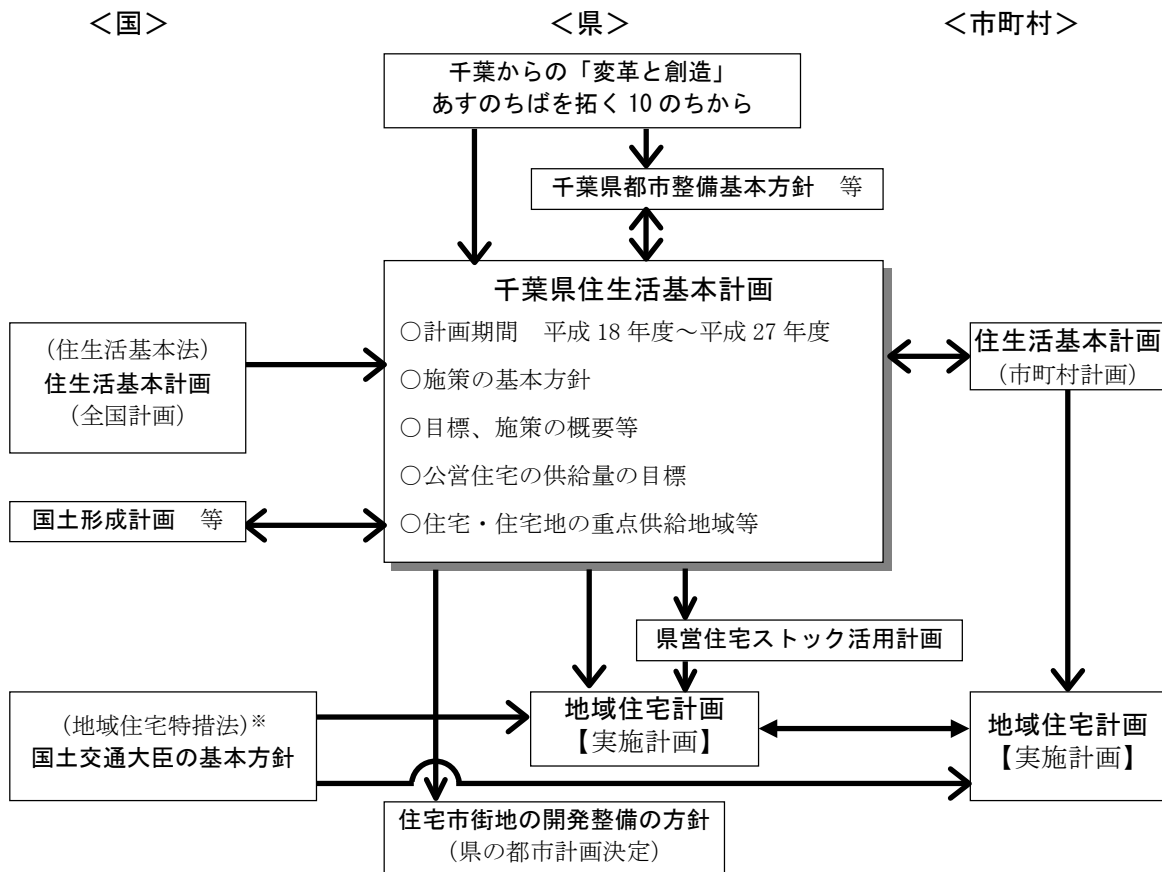 ＜国＞
＜県＞
＜市町村＞
千葉からの「変革と創造」
あすのちばを拓く 10 のちから
千葉県都市整備基本方針　等
千葉県住生活基本計画
○計画期間　平成 18 年度～平成 27 年度
○施策の基本方針
○目標、施策の概要等
○公営住宅の供給量の目標
○住宅・住宅地の重点供給地域等
(住生活基本法)
住生活基本計画
(全国計画)
住生活基本計画
(市町村計画)
国土形成計画　等
県営住宅ストック活用計画
(地域住宅特措法)※
国土交通大臣の基本方針
地域住宅計画
【実施計画】
地域住宅計画
【実施計画】
住宅市街地の開発整備の方針
(県の都市計画決定)